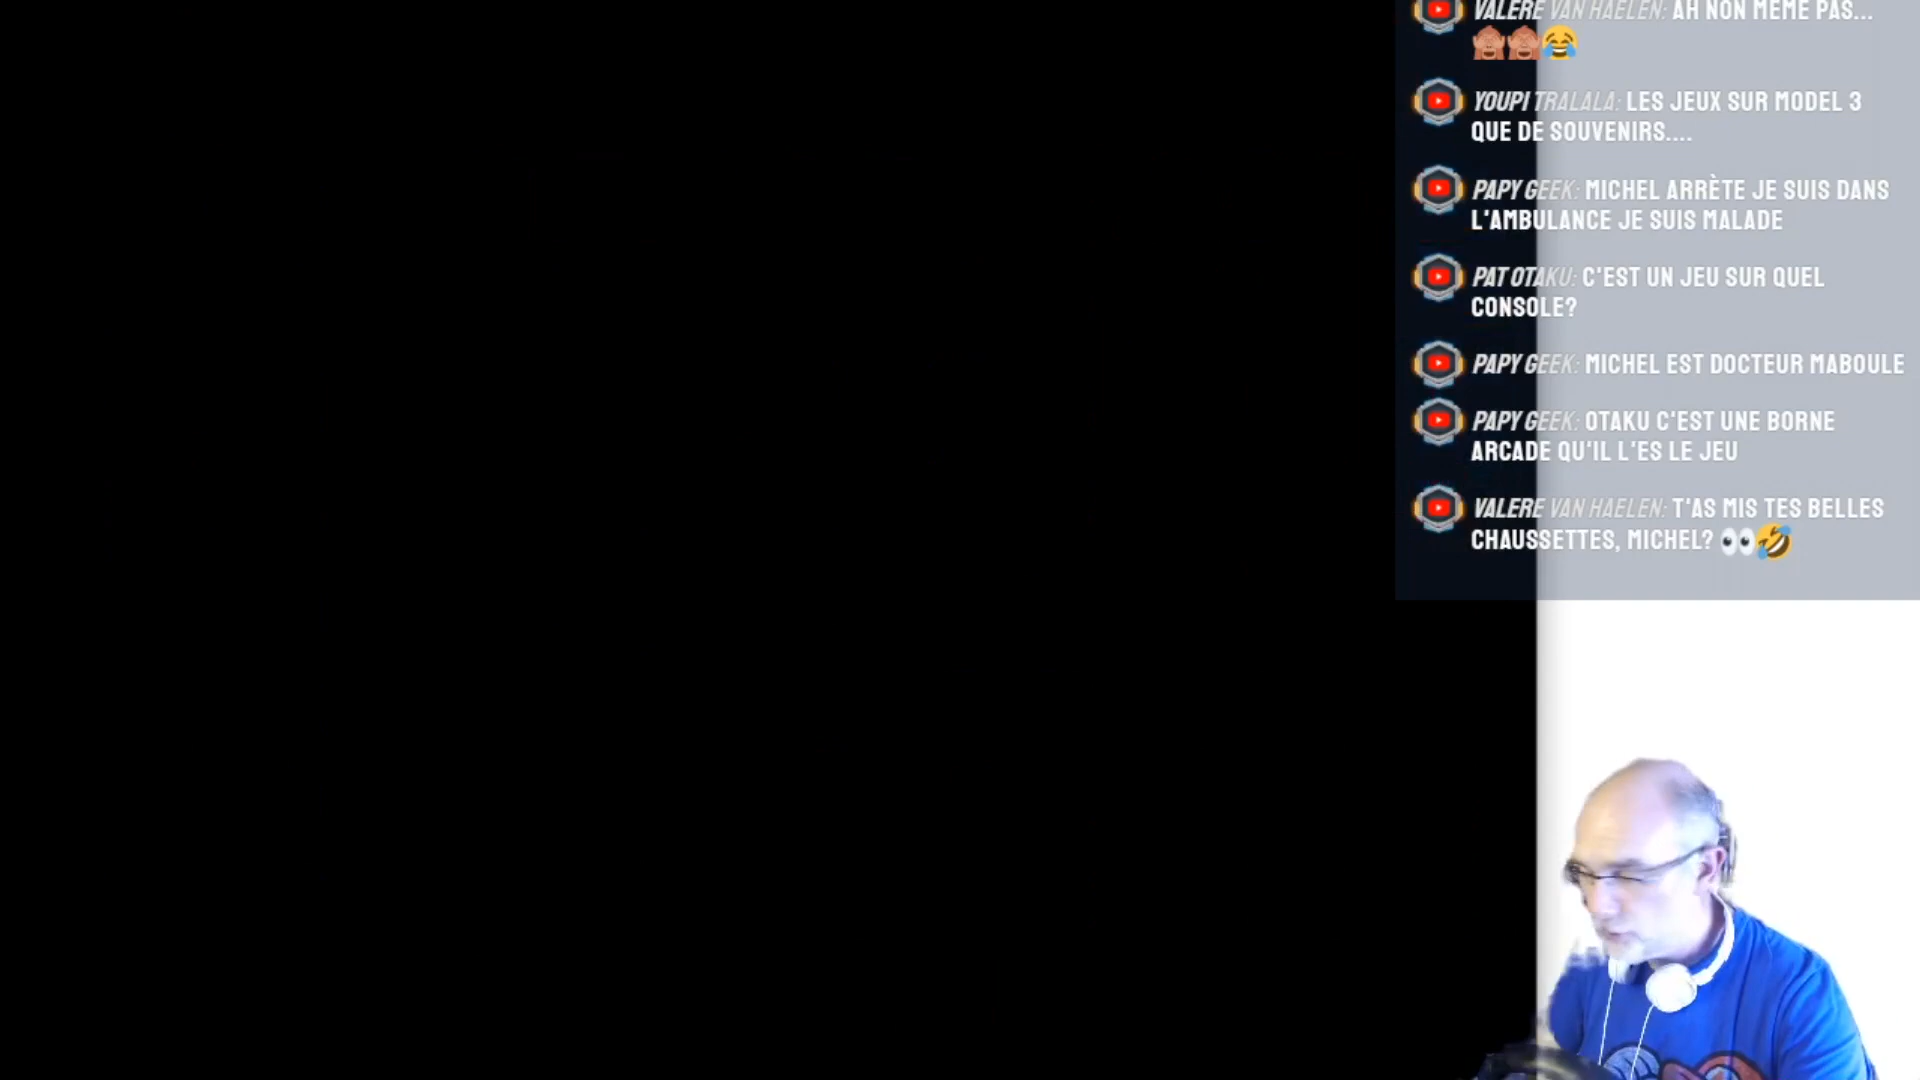 VALERE VAN HAELEN: AH NON MEME PAS...
YOUPI TRALALA: LES JEUX SUR MODEL 3
QUE DE SOUVENIRS....
PAPY GEEK: MICHEL ARRÈTE JE SUIS DANS
L'AMBULANCE JE SUIS MALADE
PAT OTAKU: C'EST UN JEU SUR QUEL
CONSOLE?
PAPY GEEK: MICHEL EST DOCTEUR MABOULE
PAPY GEEK: OTAKU C'EST UNE BORNE
ARCADE QU'IL L'ES LE JEU
VALERE VAN HAELEN: T'AS MIS TES BELLES
CHAUSSETTES, MICHEL? 👀🤣